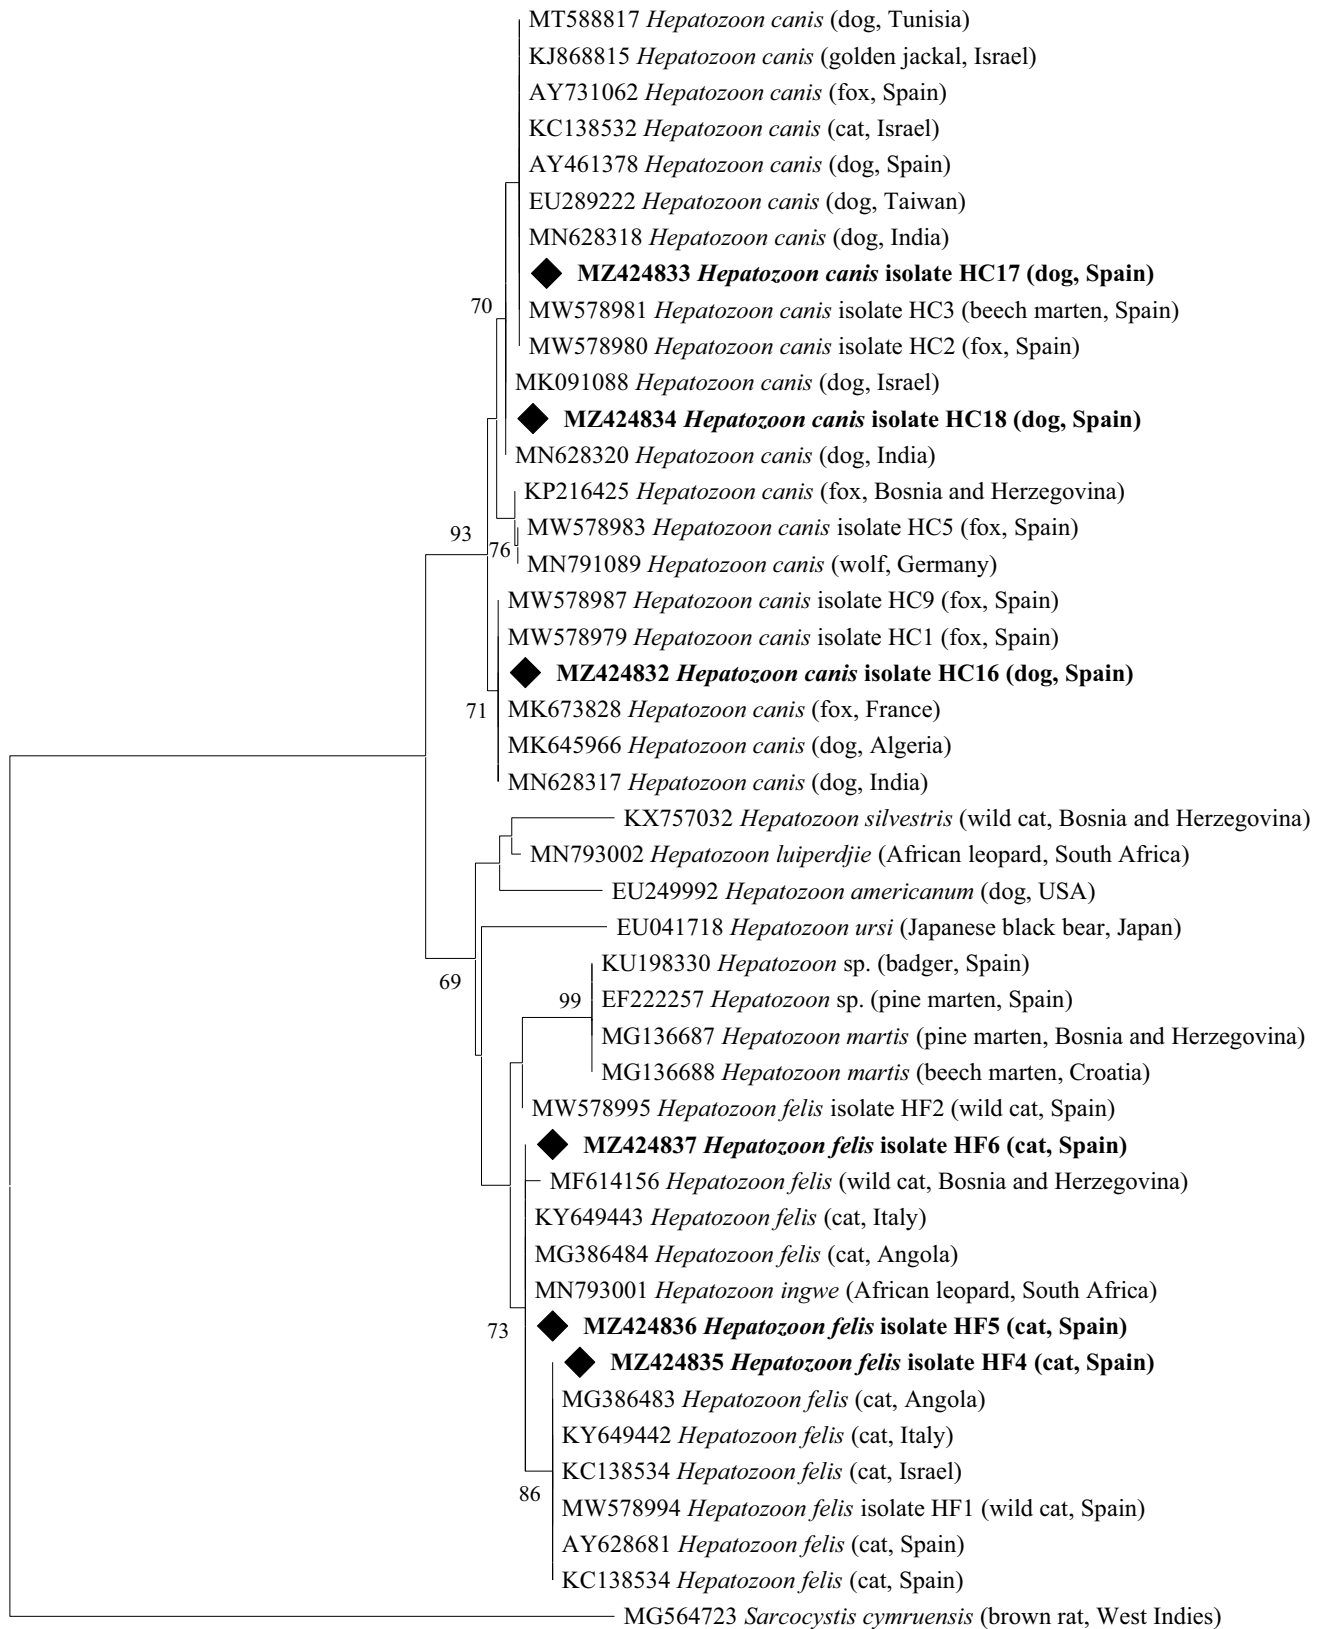 MT588817 Hepatozoon canis (dog, Tunisia)
KJ868815 Hepatozoon canis (golden jackal, Israel)
AY731062 Hepatozoon canis (fox, Spain)
KC138532 Hepatozoon canis (cat, Israel)
AY461378 Hepatozoon canis (dog, Spain)
EU289222 Hepatozoon canis (dog, Taiwan)
MN628318 Hepatozoon canis (dog, India)
MZ424833 Hepatozoon canis isolate HC17 (dog, Spain)
70
MW578981 Hepatozoon canis isolate HC3 (beech marten, Spain)
MW578980 Hepatozoon canis isolate HC2 (fox, Spain)
MK091088 Hepatozoon canis (dog, Israel)
MZ424834 Hepatozoon canis isolate HC18 (dog, Spain)
MN628320 Hepatozoon canis (dog, India)
KP216425 Hepatozoon canis (fox, Bosnia and Herzegovina)
MW578983 Hepatozoon canis isolate HC5 (fox, Spain)
93
76
MN791089 Hepatozoon canis (wolf, Germany)
MW578987 Hepatozoon canis isolate HC9 (fox, Spain)
MW578979 Hepatozoon canis isolate HC1 (fox, Spain)
MZ424832 Hepatozoon canis isolate HC16 (dog, Spain)
71
MK673828 Hepatozoon canis (fox, France)
MK645966 Hepatozoon canis (dog, Algeria)
MN628317 Hepatozoon canis (dog, India)
KX757032 Hepatozoon silvestris (wild cat, Bosnia and Herzegovina)
MN793002 Hepatozoon luiperdjie (African leopard, South Africa)
EU249992 Hepatozoon americanum (dog, USA)
EU041718 Hepatozoon ursi (Japanese black bear, Japan)
KU198330 Hepatozoon sp. (badger, Spain)
69
99
EF222257 Hepatozoon sp. (pine marten, Spain)
MG136687 Hepatozoon martis (pine marten, Bosnia and Herzegovina)
MG136688 Hepatozoon martis (beech marten, Croatia)
MW578995 Hepatozoon felis isolate HF2 (wild cat, Spain)
MZ424837 Hepatozoon felis isolate HF6 (cat, Spain)
MF614156 Hepatozoon felis (wild cat, Bosnia and Herzegovina)
KY649443 Hepatozoon felis (cat, Italy)
MG386484 Hepatozoon felis (cat, Angola)
MN793001 Hepatozoon ingwe (African leopard, South Africa)
73
MZ424836 Hepatozoon felis isolate HF5 (cat, Spain)
MZ424835 Hepatozoon felis isolate HF4 (cat, Spain)
MG386483 Hepatozoon felis (cat, Angola)
KY649442 Hepatozoon felis (cat, Italy)
KC138534 Hepatozoon felis (cat, Israel)
86
MW578994 Hepatozoon felis isolate HF1 (wild cat, Spain)
AY628681 Hepatozoon felis (cat, Spain)
KC138534 Hepatozoon felis (cat, Spain)
MG564723 Sarcocystis cymruensis (brown rat, West Indies)